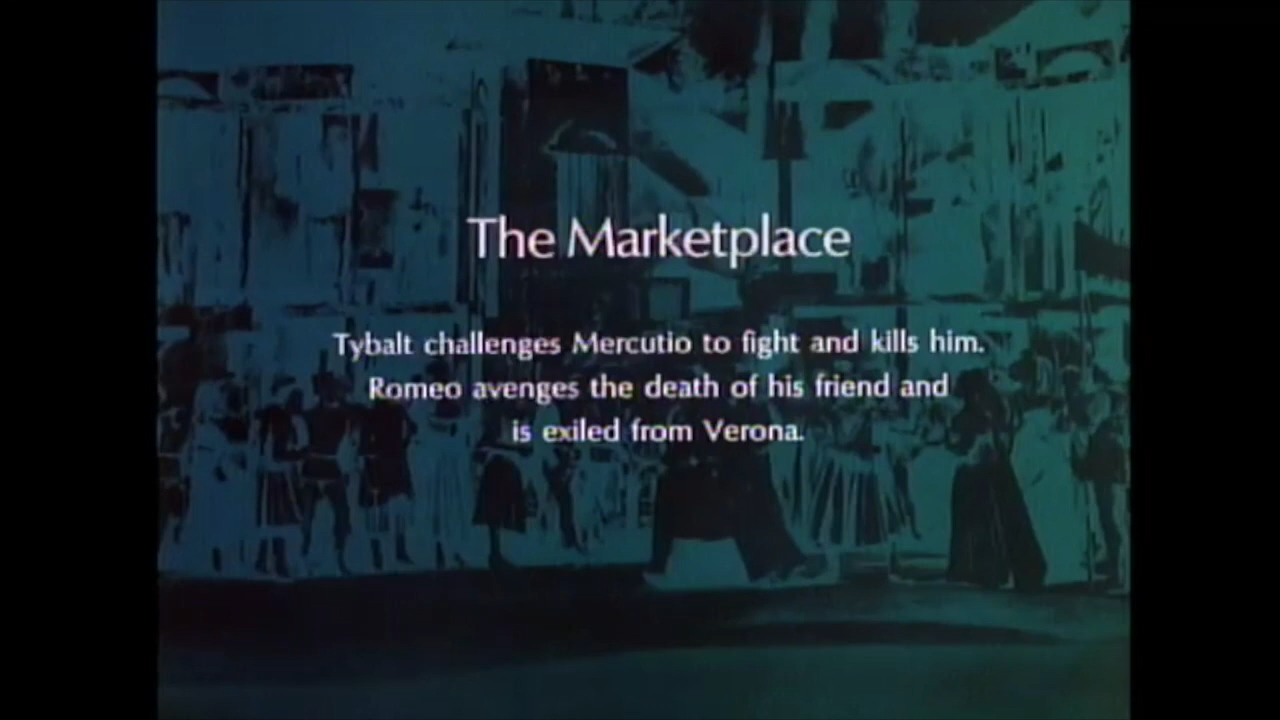 The Marketplace
Tybalt challenges Mercutio to fight and kills him.
Romeo avenges the death of his friend and
is exiled from Verona.